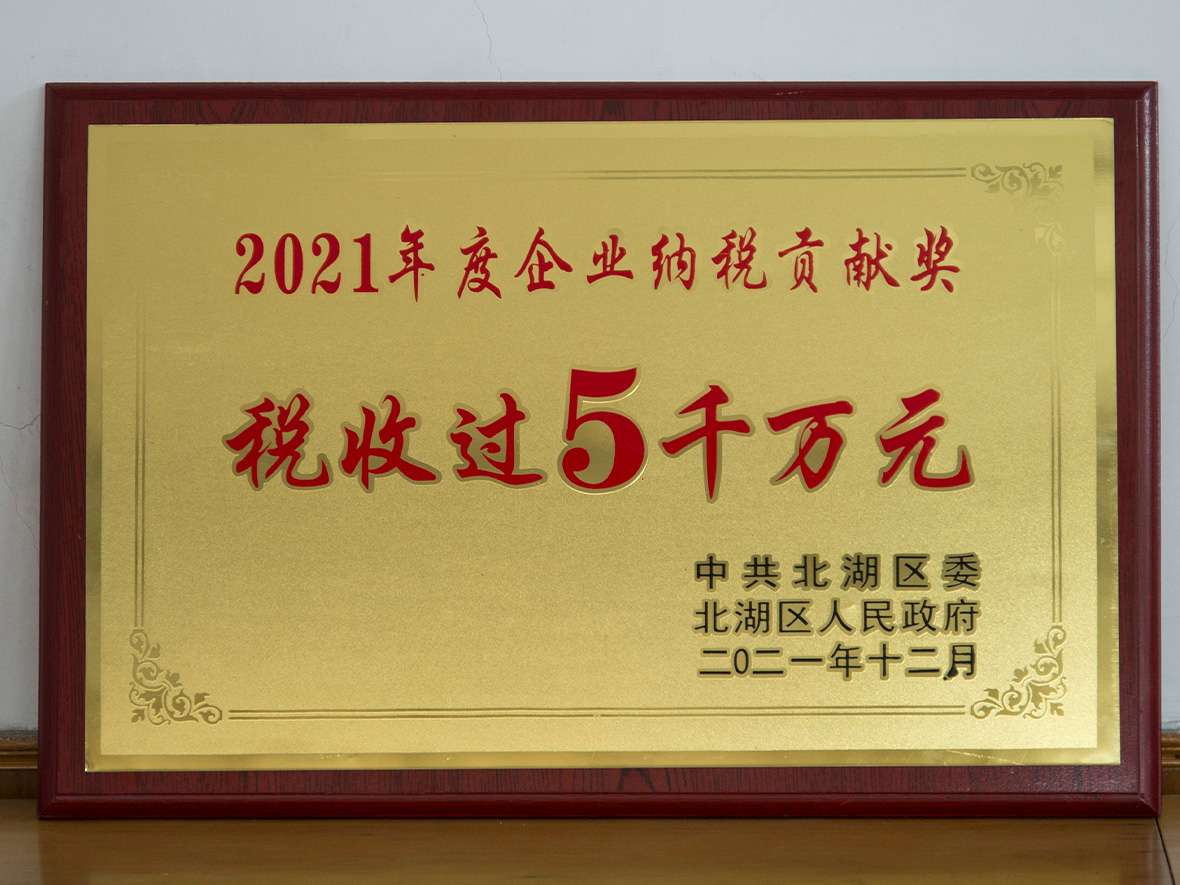 2021年度企业纳税贡献奖
税收过5千万元
中共北湖区委
北湖区人民政府
二〇二一年十二月